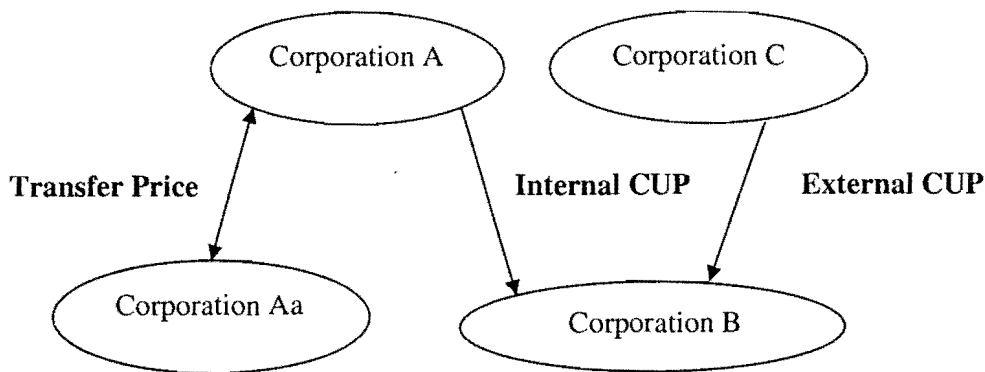 Corporation A
Corporation C
Transfer Price
Internal CUP
External CUP
Corporation Aa
Corporation B